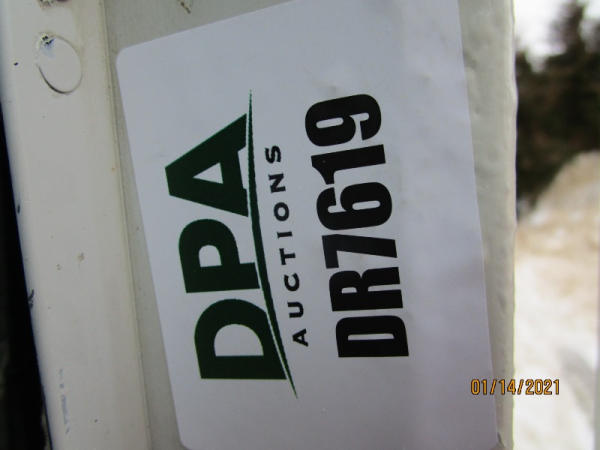 DPA
AUCTIONS
DR7619
01/14/2021